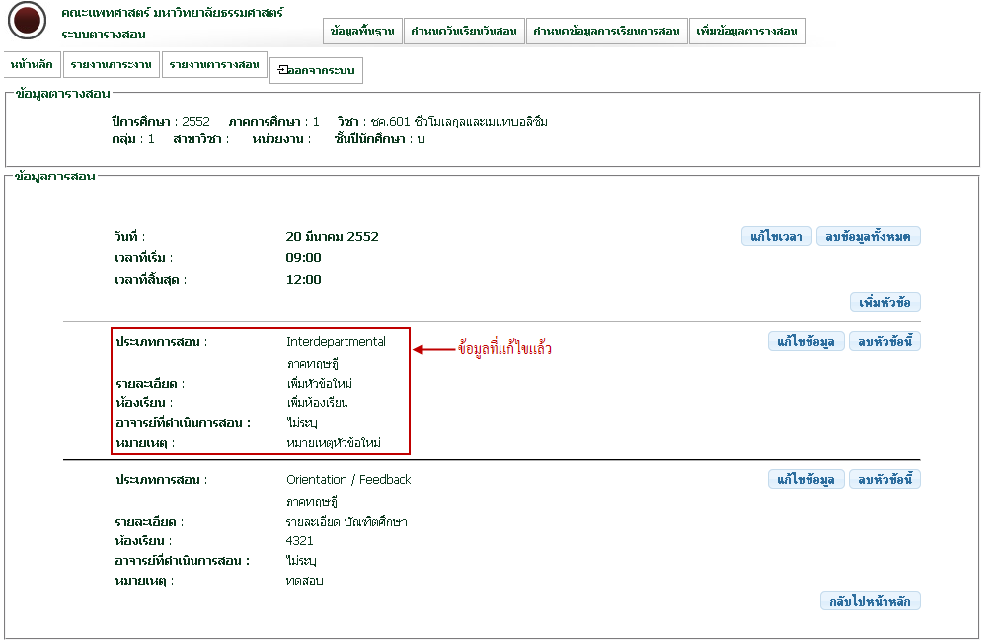 คณะแพทศาสตร์ มหาวิทยาลัยธรรมศาสตร์
ระบบตารางสอน
ข้อมูลพื้นฐาน กำหนดวันเรียนวันสอน กำหนดข้อมูลการเรียนการสอน เพิ่มข้อมูลตารางสอน
หน้าหลัก รายงานภาระงาน รายงานตารางสอน ออกจากระบบ
ข้อมูลตารางสอน
ปีการศึกษา : 2552 ภาคการศึกษา : 1 วิชา : ชค.601 ชีวโมเลกุลและเมแทบอลิซึม
กลุ่ม : 1 สาขาวิชา : หน่วยงาน : ชั้นปีนักศึกษา : บ
ข้อมูลการสอน
วันที่ : 20 มีนาคม 2552 แก้ไขเวลา ลบข้อมูลทั้งหมด
เวลาที่เริ่ม : 09:00
เวลาที่สิ้นสุด : 12:00
เพิ่มหัวข้อ
ประเภทการสอน : Interdepartmental ข้อมูลที่แก้ไขแล้ว แก้ไขข้อมูล ลบหัวข้อนี้
ภาคทฤษฎี
รายละเอียด : เพิ่มหัวข้อใหม่
ห้องเรียน : เพิ่มห้องเรียน
อาจารย์ที่ดำเนินการสอน : ไม่ระบุ
หมายเหตุ : หมายเหตุหัวข้อใหม่
ประเภทการสอน : Orientation / Feedback แก้ไขข้อมูล ลบหัวข้อนี้
ภาคทฤษฎี
รายละเอียด : รายละเอียด บัณฑิตศึกษา
ห้องเรียน : 4321
อาจารย์ที่ดำเนินการสอน : ไม่ระบุ
หมายเหตุ : ทดสอบ
กลับไปหน้าหลัก